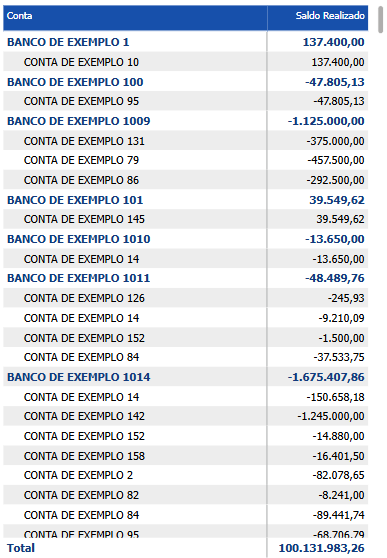 Conta Saldo Realizado
BANCO DE EXEMPLO 1 137.400,00
CONTA DE EXEMPLO 10 137.400,00
BANCO DE EXEMPLO 100 -47.805,13
CONTA DE EXEMPLO 95 -47.805,13
BANCO DE EXEMPLO 1009 -1.125.000,00
CONTA DE EXEMPLO 131 -375.000,00
CONTA DE EXEMPLO 79 -457.500,00
CONTA DE EXEMPLO 86 -292.500,00
BANCO DE EXEMPLO 101 39.549,62
CONTA DE EXEMPLO 145 39.549,62
BANCO DE EXEMPLO 1010 -13.650,00
CONTA DE EXEMPLO 14 -13.650,00
BANCO DE EXEMPLO 1011 -48.489,76
CONTA DE EXEMPLO 126 -245,93
CONTA DE EXEMPLO 14 -9.210,09
CONTA DE EXEMPLO 152 -1.500,00
CONTA DE EXEMPLO 84 -37.533,75
BANCO DE EXEMPLO 1014 -1.675.407,86
CONTA DE EXEMPLO 14 -150.658,18
CONTA DE EXEMPLO 142 -1.245.000,00
CONTA DE EXEMPLO 152 -14.880,00
CONTA DE EXEMPLO 158 -16.401,50
CONTA DE EXEMPLO 2 -82.078,65
CONTA DE EXEMPLO 82 -8.241,00
CONTA DE EXEMPLO 84 -89.441,74
CONTA DE EXEMPLO 95 -68.706,79
Total 100.131.983,26